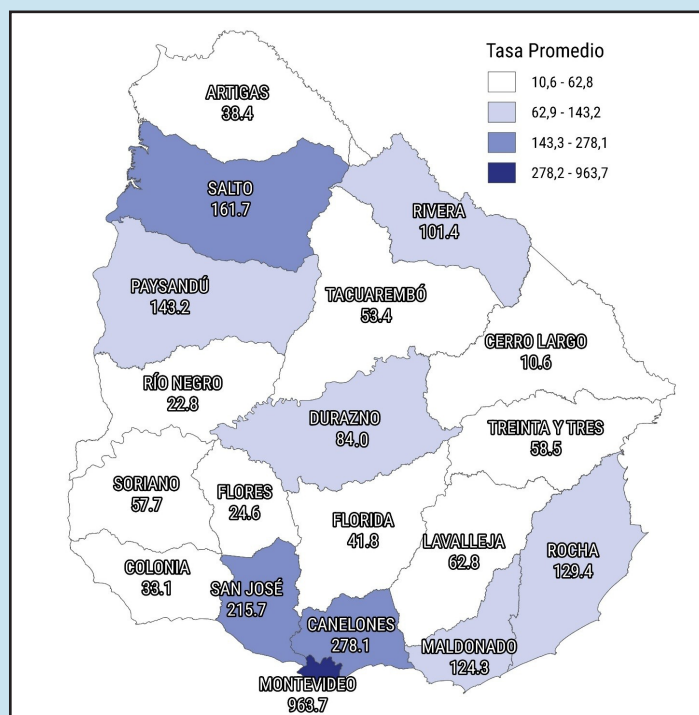 Tasa Promedio
10,6 - 62,8
62,9 - 143,2
143,3 - 278,1
278,2 - 963,7
ARTIGAS
38.4
SALTO
161.7
RIVERA
101.4
PAYSANDÚ
143.2
TACUAREMBÓ
53.4
CERRO LARGO
10.6
RÍO NEGRO
22.8
DURAZNO
84.0
TREINTA Y TRES
58.5
SORIANO
57.7
FLORES
24.6
FLORIDA
41.8
LAVALLEJA
62.8
ROCHA
129.4
COLONIA
33.1
SAN JOSÉ
215.7
CANELONES
278.1
MALDONADO
124.3
MONTEVIDEO
963.7